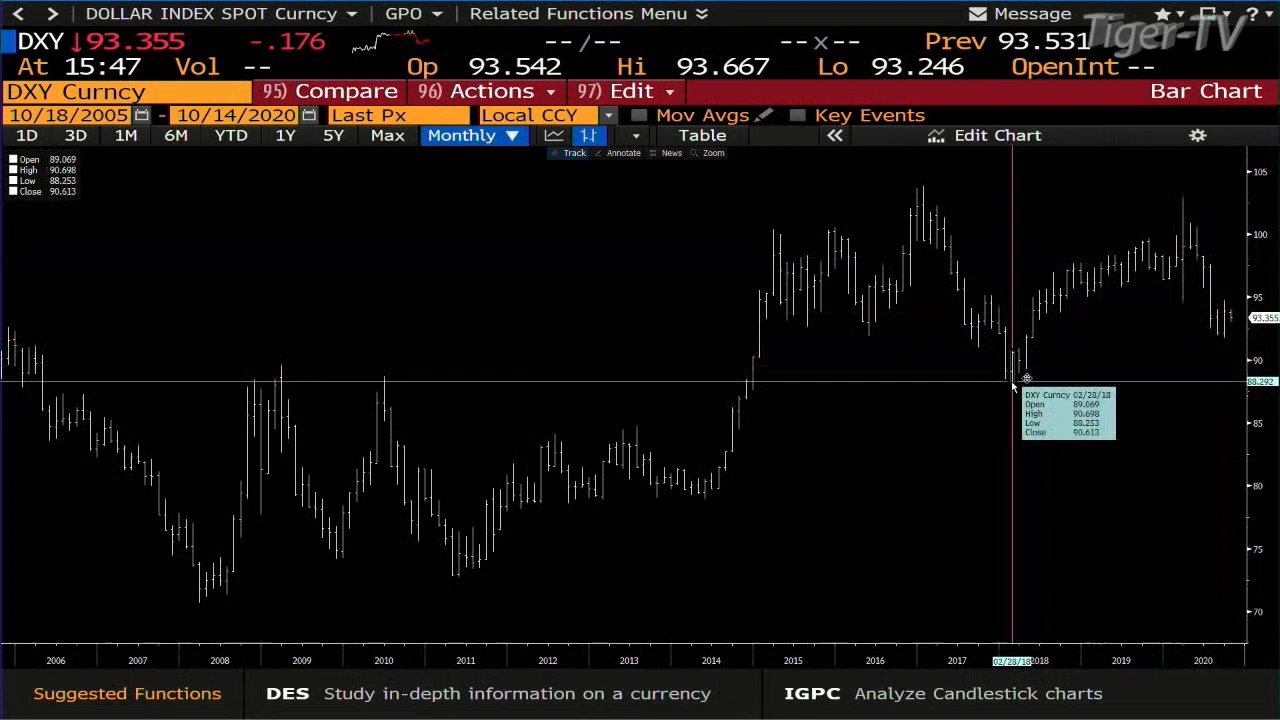 DOLLAR INDEX SPOT Curncy GPO Related Functions Menu Message ?
Tiger-TV
DXY ↓93.355 -.176 --/-- --x-- Prev 93.531
At 15:47 Vol -- Op 93.542 Hi 93.667 Lo 93.246 OpenInt --
DXY Curncy 95) Compare 96) Actions 97) Edit Bar Chart
10/18/2005 - 10/14/2020 Last Px Local CCY Mov Avgs Key Events
1D 3D 1M 6M YTD 1Y 5Y Max Monthly ▼ Table « Edit Chart
Track Annotate News Zoom
Open 89.069
High 90.698
Low 88.253
Close 90.613
105
100
95
93.355
90
88.292
85
80
75
70
DXY Curncy 02/28/18
Open 89.069
High 90.698
Low 88.253
Close 90.613
2006 2007 2008 2009 2010 2011 2012 2013 2014 2015 2016 2017 02/28/18 2018 2019 2020
Suggested Functions DES Study in-depth information on a currency IGPC Analyze Candlestick charts